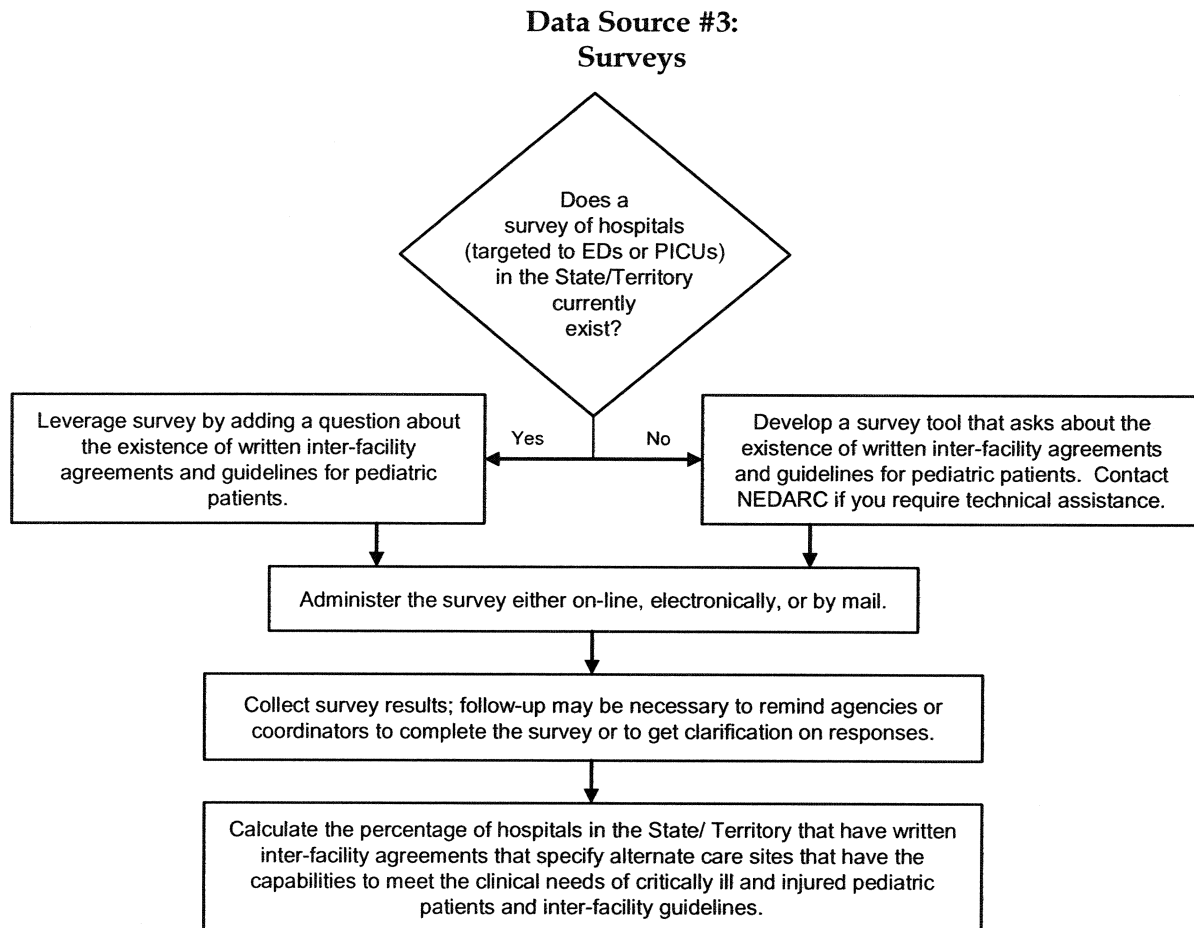 Data Source #3:
Surveys
Does a
survey of hospitals
(targeted to EDs or PICUs)
in the State/Territory
currently
exist?
Yes
No
Leverage survey by adding a question about
the existence of written inter-facility
agreements and guidelines for pediatric
patients.
Develop a survey tool that asks about the
existence of written inter-facility agreements
and guidelines for pediatric patients.  Contact
NEDARC if you require technical assistance.
Administer the survey either on-line, electronically, or by mail.
Collect survey results; follow-up may be necessary to remind agencies or
coordinators to complete the survey or to get clarification on responses.
Calculate the percentage of hospitals in the State/ Territory that have written
inter-facility agreements that specify alternate care sites that have the
capabilities to meet the clinical needs of critically ill and injured pediatric
patients and inter-facility guidelines.